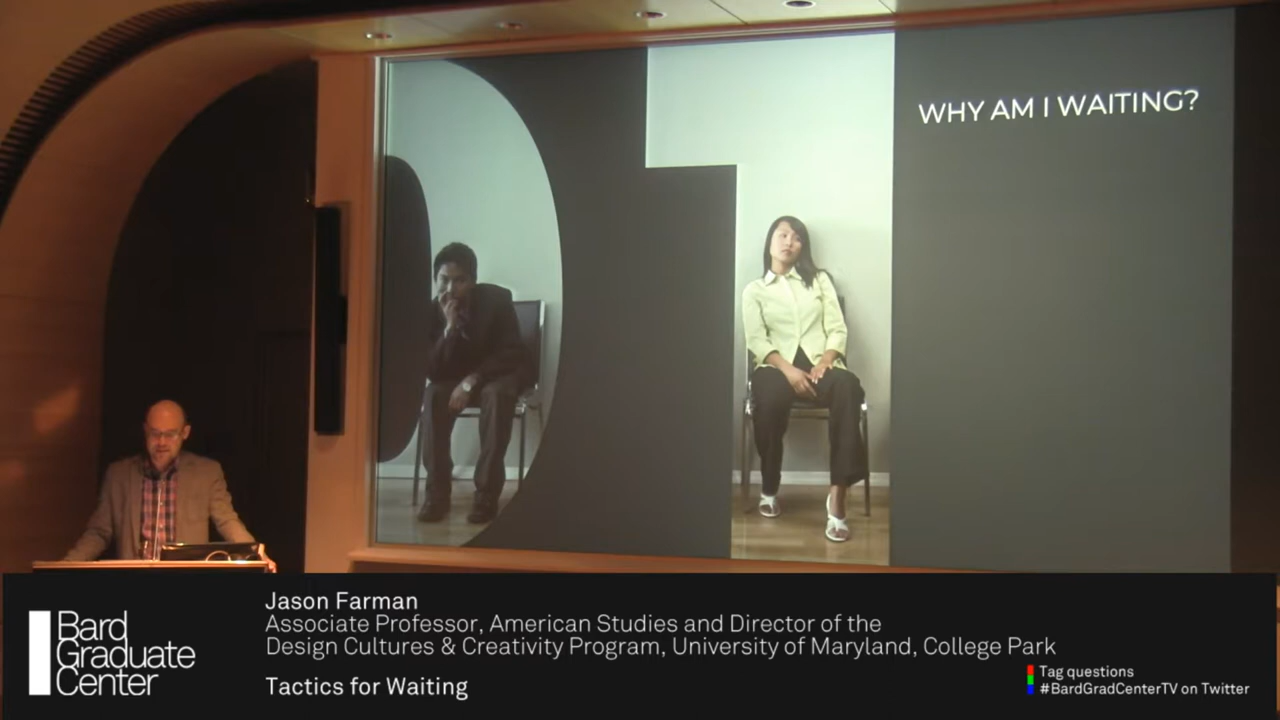 01
WHY AM I WAITING?
Bard
Graduate
Center
Jason Farman
Associate Professor, American Studies and Director of the
Design Cultures & Creativity Program, University of Maryland, College Park
Tactics for Waiting
Tag questions
#BardGradCenterTV on Twitter